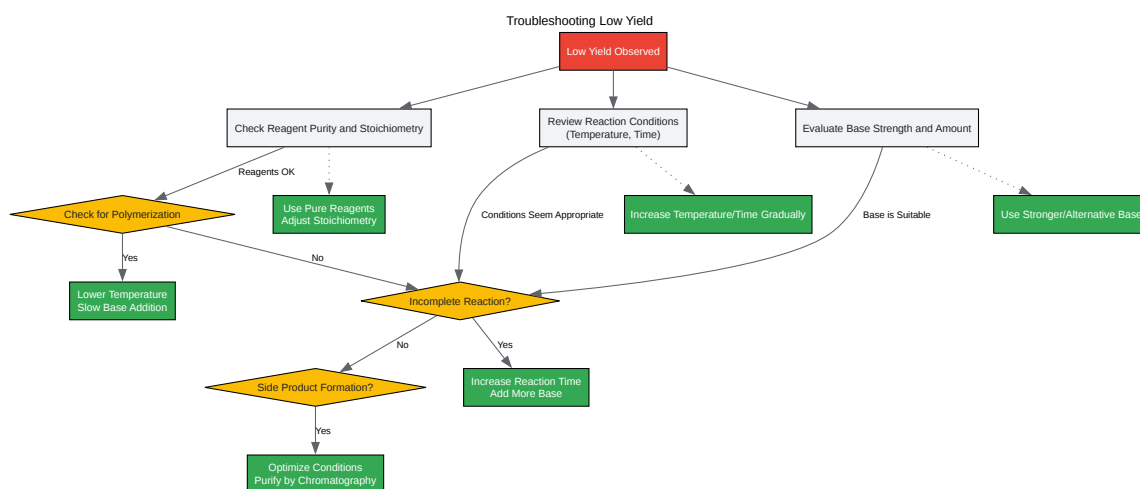 Troubleshooting Low Yield
Low Yield Observed
Check Reagent Purity and Stoichiometry
Review Reaction Conditions
(Temperature, Time)
Evaluate Base Strength and Amount
Reagents OK
Check for Polymerization
Use Pure Reagents
Adjust Stoichiometry
Conditions Seem Appropriate
Increase Temperature/Time Gradually
Base is Suitable
Use Stronger/Alternative Base
Yes
No
Lower Temperature
Slow Base Addition
Incomplete Reaction?
No
Yes
Side Product Formation?
Increase Reaction Time
Add More Base
Yes
Optimize Conditions
Purify by Chromatography